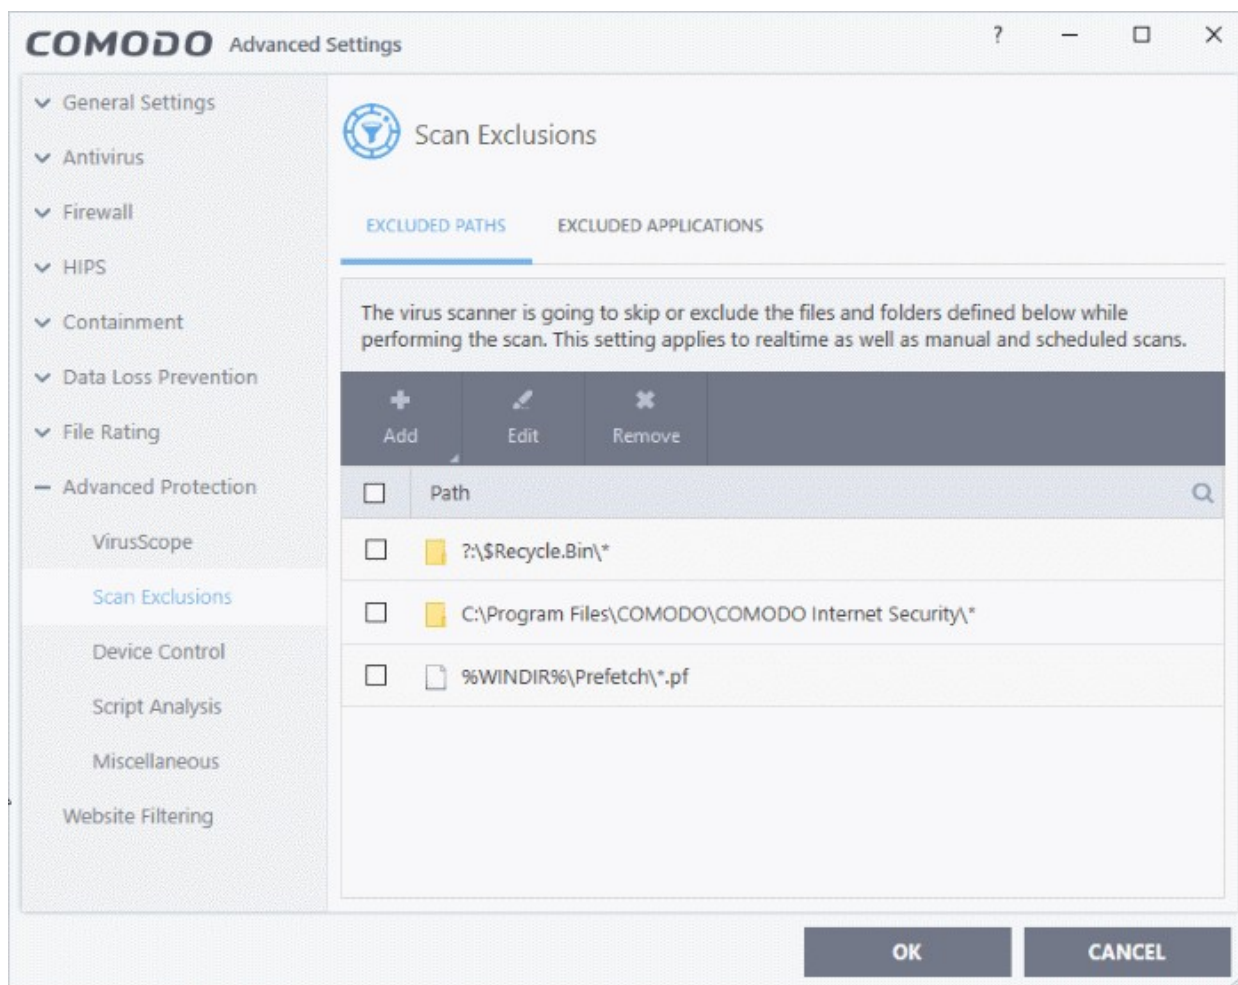 COMODO Advanced Settings ?
General Settings
Antivirus
Firewall
HIPS
Containment
Data Loss Prevention
File Rating
Advanced Protection
VirusScope
Scan Exclusions
Device Control
Script Analysis
Miscellaneous
Website Filtering
Scan Exclusions
EXCLUDED PATHS EXCLUDED APPLICATIONS
The virus scanner is going to skip or exclude the files and folders defined below while
performing the scan. This setting applies to realtime as well as manual and scheduled scans.
Add Edit Remove
Path
?:\$Recycle.Bin\*
C:\Program Files\COMODO\COMODO Internet Security\*
%WINDIR%\Prefetch\*.pf
OK CANCEL